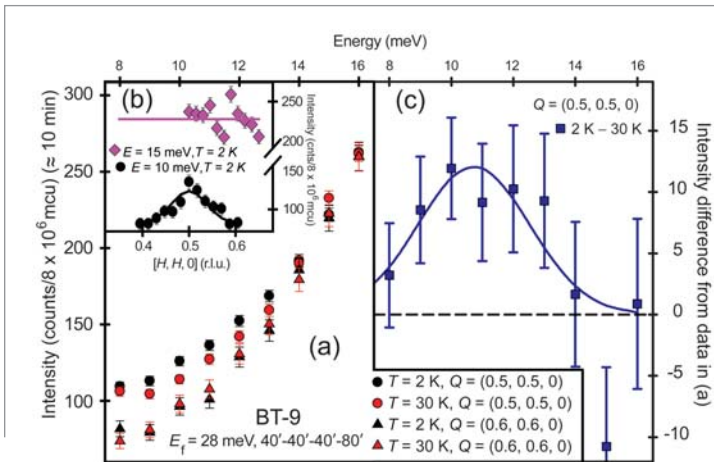 Energy (meV)
8 9 10 11 12 13 14 15 16 8 10 12 14 16
Intensity (counts/8 x 10⁶ mcu) (≈ 10 min)
300
250
200
150
100
(b)
E = 15 meV, T = 2 K
E = 10 meV, T = 2 K
250
200
150
100
Intensity (cnts/8 x 10⁶ mcu)
0.4 0.5 0.6
[H, H, 0] (r.l.u.)
(a)
BT-9
E_f = 28 meV, 40′-40′-40′-80′
(c)
Q = (0.5, 0.5, 0)
2 K – 30 K
15
10
5
0
-5
-10
Intensity difference from data in (a)
T = 2 K, Q = (0.5, 0.5, 0)
T = 30 K, Q = (0.5, 0.5, 0)
T = 2 K, Q = (0.6, 0.6, 0)
T = 30 K, Q = (0.6, 0.6, 0)